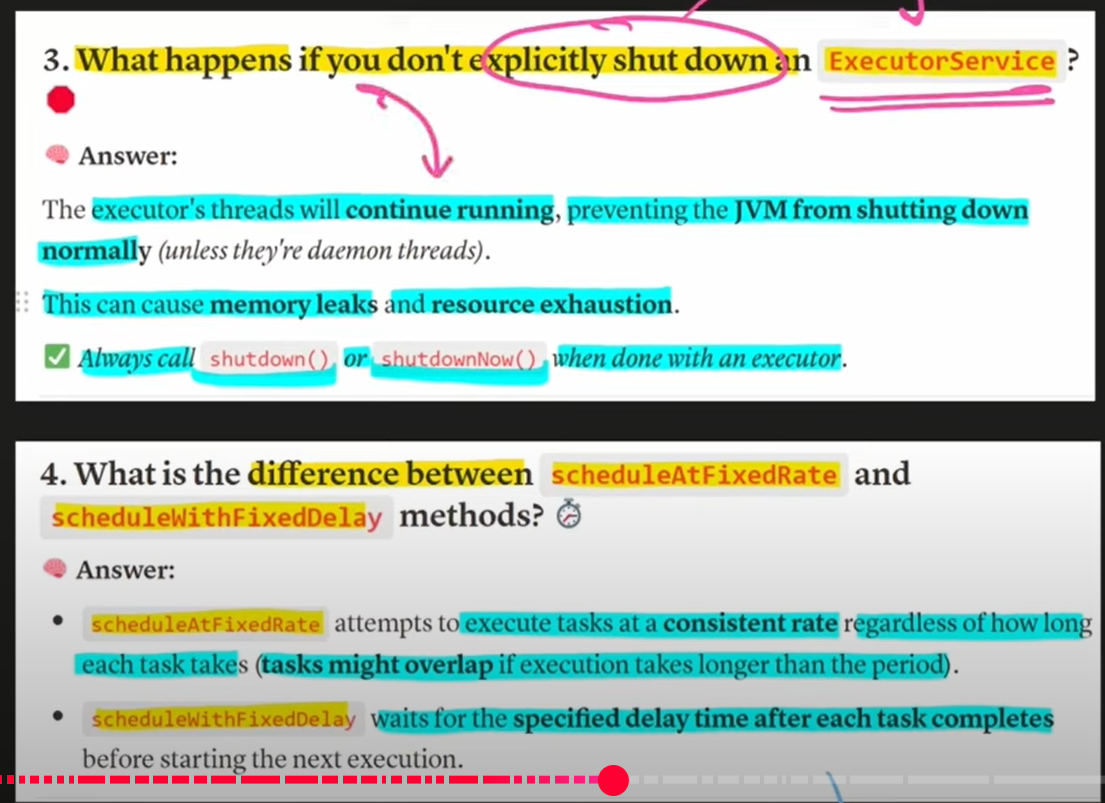 3. What happens if you don't explicitly shut down an ExecutorService?
Answer:
The executor's threads will continue running, preventing the JVM from shutting down
normally (unless they're daemon threads).
This can cause memory leaks and resource exhaustion.
Always call shutdown() or shutdownNow() when done with an executor.
4. What is the difference between scheduleAtFixedRate and
scheduleWithFixedDelay methods?
Answer:
• scheduleAtFixedRate attempts to execute tasks at a consistent rate regardless of how long
each task takes (tasks might overlap if execution takes longer than the period).
• scheduleWithFixedDelay waits for the specified delay time after each task completes
before starting the next execution.